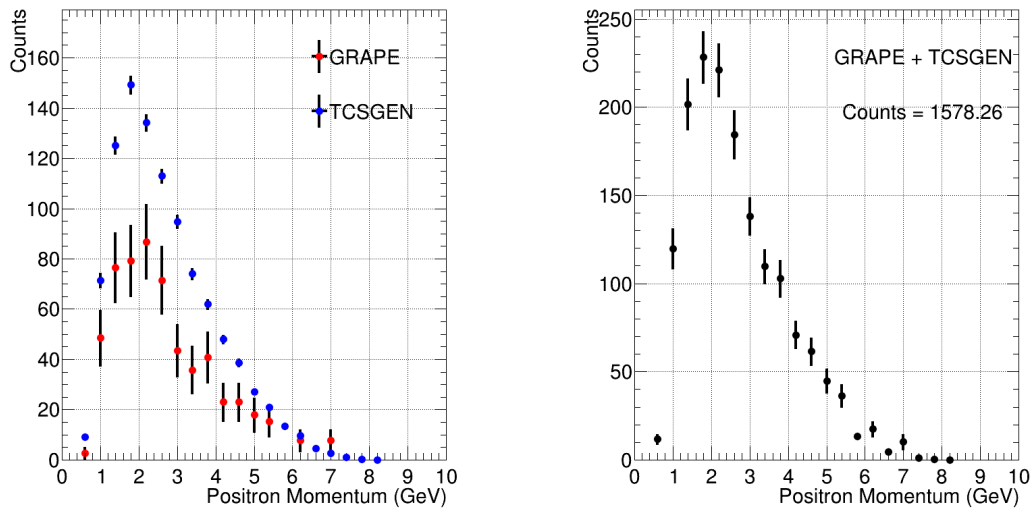 Counts
160
140
120
100
80
60
40
20
0
GRAPE
TCSGEN
0 1 2 3 4 5 6 7 8 9 10
Positron Momentum (GeV)
Counts
250
200
150
100
50
0
GRAPE + TCSGEN
Counts = 1578.26
0 1 2 3 4 5 6 7 8 9 10
Positron Momentum (GeV)